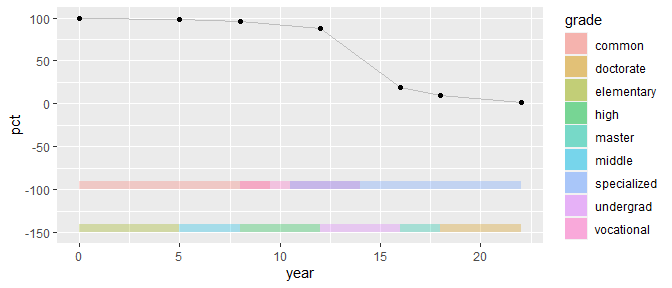 100
50
0
-50
-100
-150
pct
0
5
10
15
20
year
grade
common
doctorate
elementary
high
master
middle
specialized
undergrad
vocational